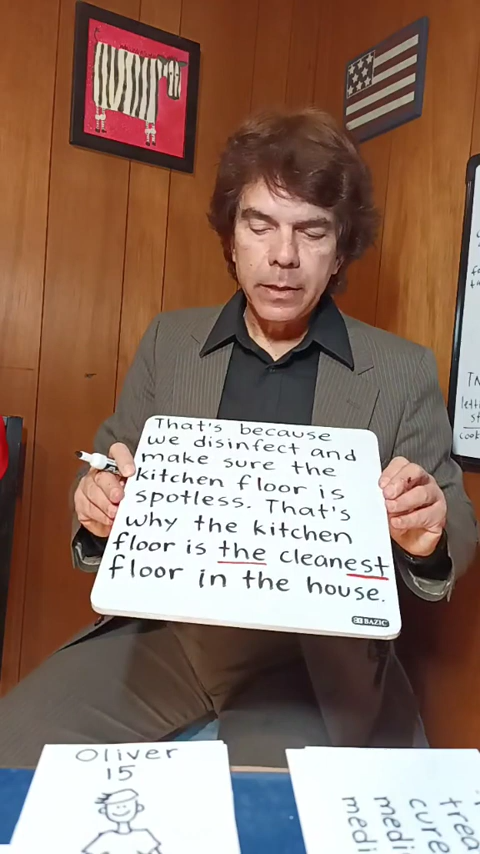 That's because
we disinfect and
make sure the
kitchen floor is
spotless. That's
why the kitchen
floor is the cleanest
floor in the house.
BAZIC
Oliver
15
trea
cure
medi
medi